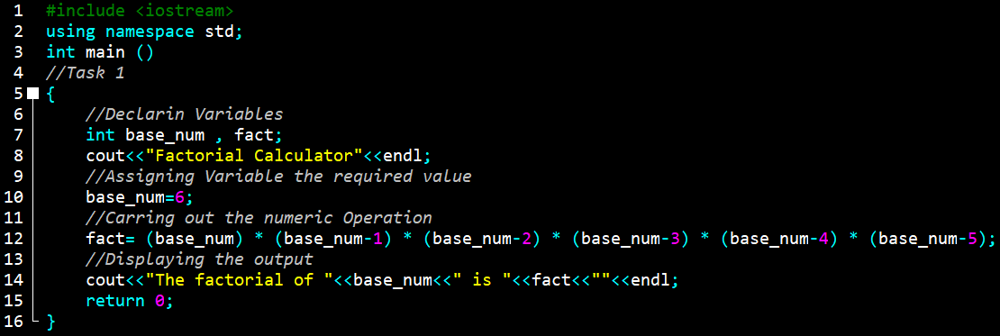 1 #include <iostream>
2 using namespace std;
3 int main ()
4 //Task 1
5 {
6 //Declarin Variables
7 int base_num , fact;
8 cout<<"Factorial Calculator"<<endl;
9 //Assigning Variable the required value
10 base_num=6;
11 //Carring out the numeric Operation
12 fact= (base_num) * (base_num-1) * (base_num-2) * (base_num-3) * (base_num-4) * (base_num-5);
13 //Displaying the output
14 cout<<"The factorial of "<<base_num<<" is "<<fact<<""<<endl;
15 return 0;
16 }